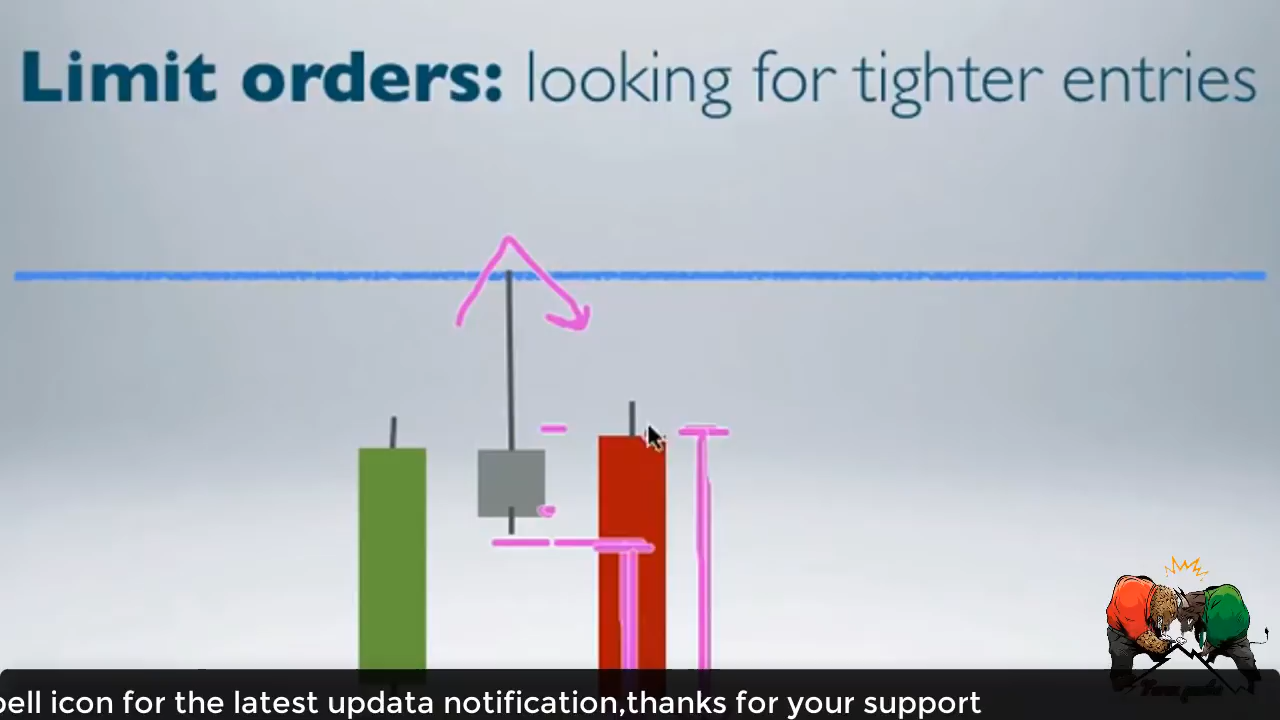 Limit orders: looking for tighter entries
bell icon for the latest updata notification,thanks for your support